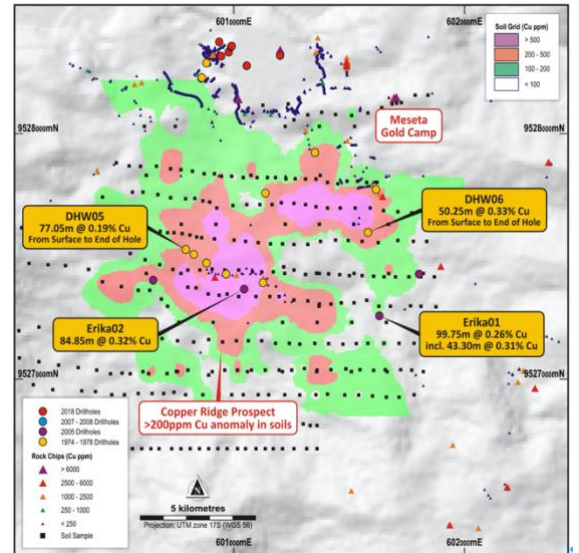 601000mE
602000mE
Soil Grid (Cu ppm)
> 500
200 - 500
100 - 200
< 100
Meseta
Gold Camp
9528000mN
DHW05
77.05m @ 0.19% Cu
From Surface to End of Hole
DHW06
50.25m @ 0.33% Cu
From Surface to End of Hole
Erika02
84.85m @ 0.32% Cu
Erika01
99.75m @ 0.26% Cu
incl. 43.30m @ 0.31% Cu
9527000mN
Copper Ridge Prospect
>200ppm Cu anomaly in soils
2018 Drillholes
2007 - 2008 Drillholes
2005 Drillholes
1974 - 1978 Drillholes
Rock Chips (Cu ppm)
> 6000
2500 - 6000
1000 - 2500
250 - 1000
< 250
Soil Sample
5 kilometres
Projection: UTM zone 17S (WGS 56)
601000mE
602000mE